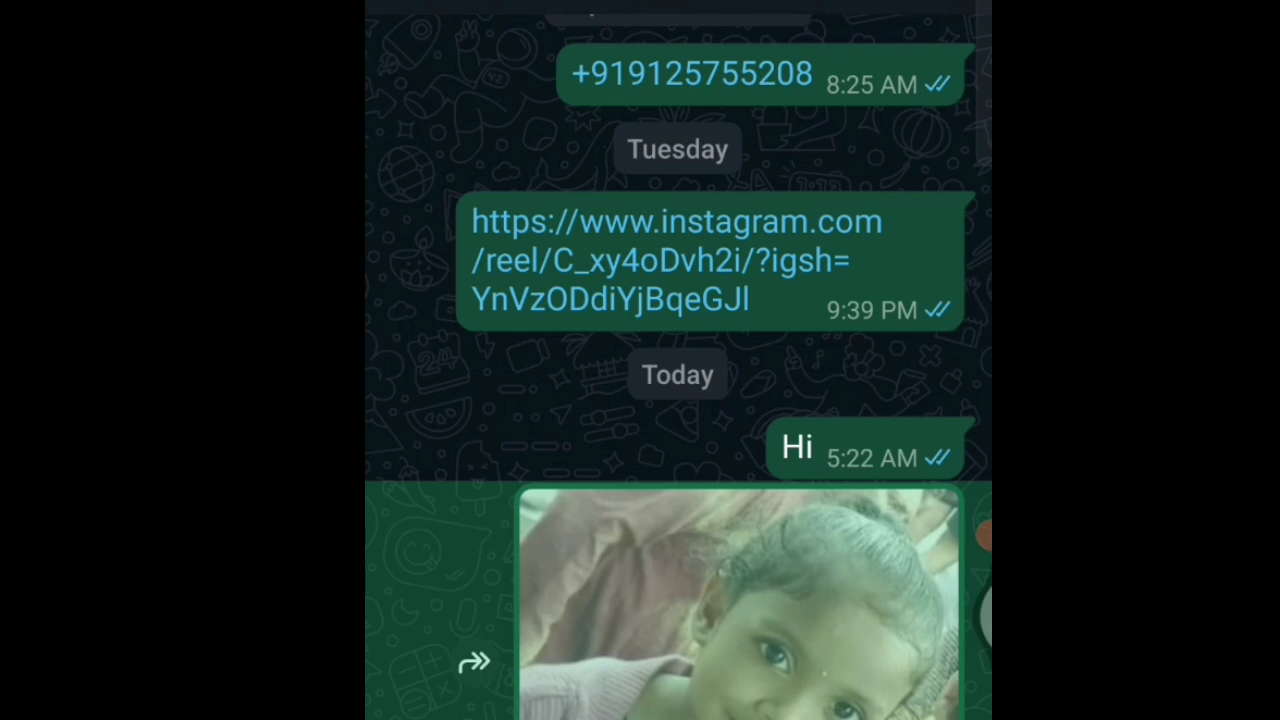 +919125755208 8:25 AM
Tuesday
https://www.instagram.com
/reel/C_xy4oDvh2i/?igsh=
YnVzODdiYjBqeGJl 9:39 PM
Today
Hi 5:22 AM